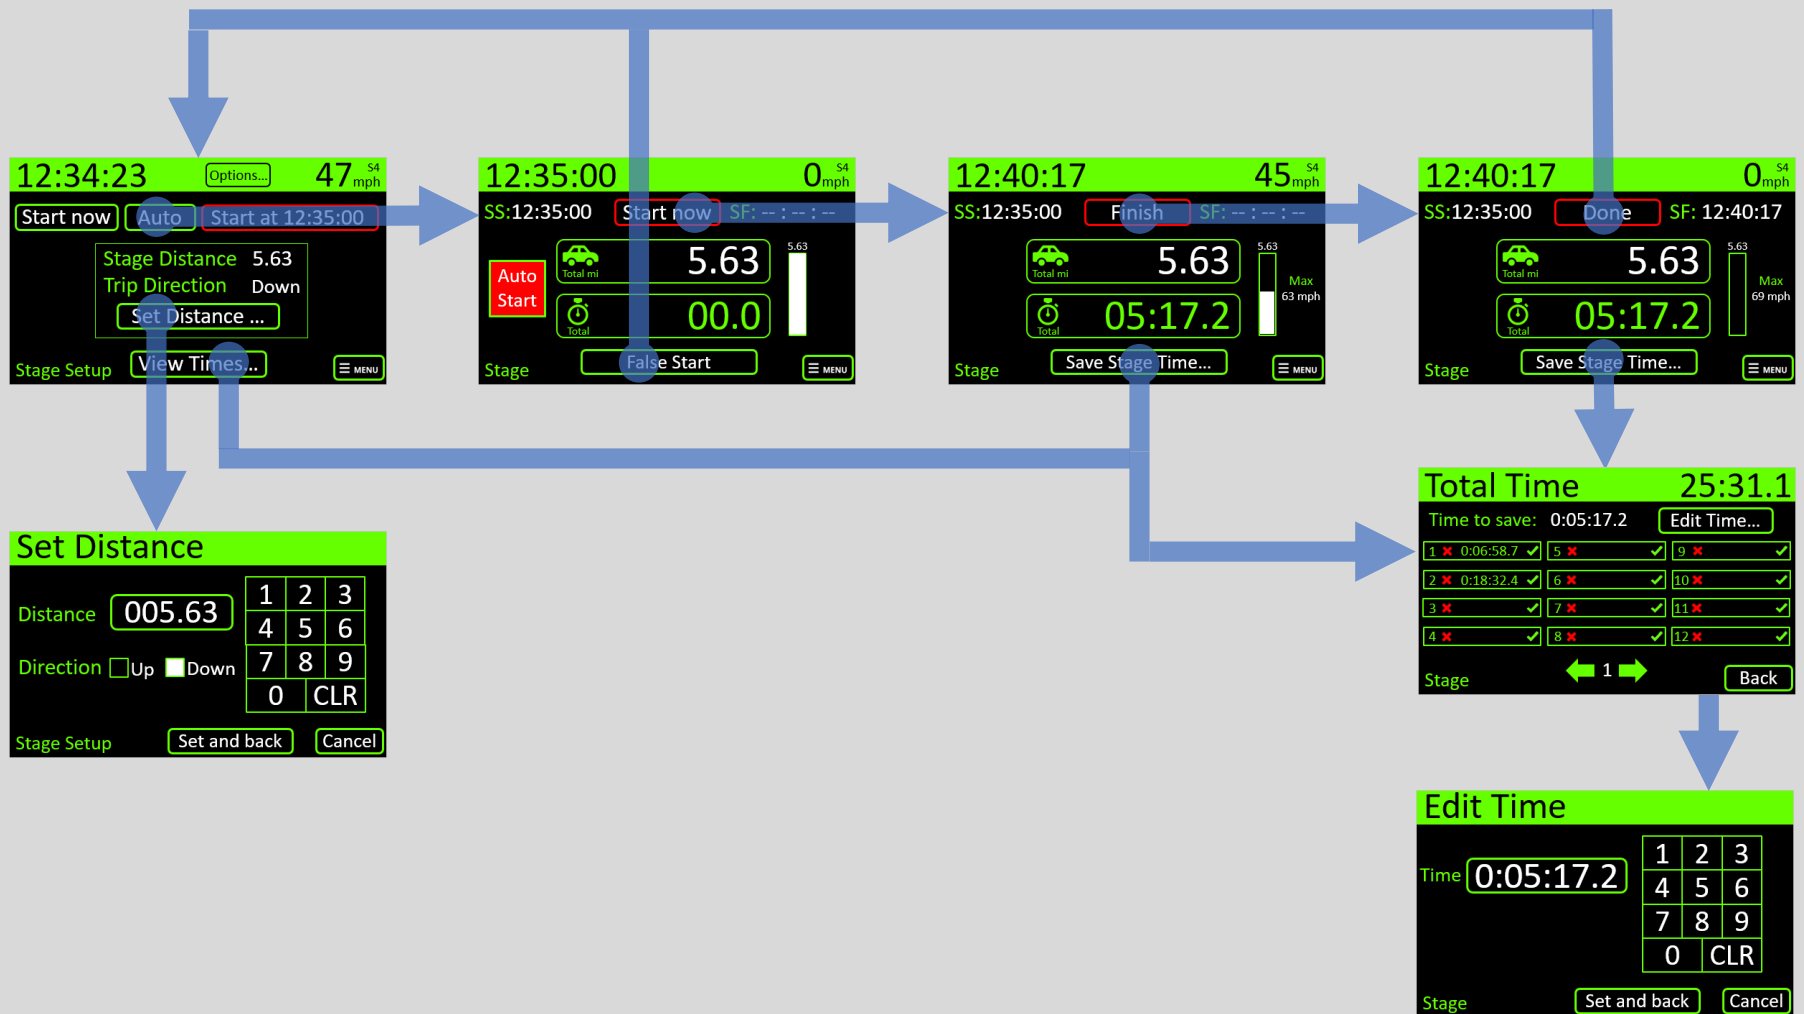 12:34:23 Options... 47 mph S4
Start now Auto Start at 12:35:00
Stage Distance 5.63
Trip Direction Down
Set Distance ...
View Times...
Stage Setup ☰ MENU
12:35:00 0 mph S4
SS:12:35:00 Start now SF: -- : -- : --
Auto
Start
Total mi 5.63
5.63
Total 00.0
False Start
Stage ☰ MENU
12:40:17 45 mph S4
SS:12:35:00 Finish SF: -- : -- : --
Total mi 5.63
5.63
Max
63 mph
Total 05:17.2
Save Stage Time...
Stage ☰ MENU
12:40:17 0 mph S4
SS:12:35:00 Done SF: 12:40:17
Total mi 5.63
5.63
Max
69 mph
Total 05:17.2
Save Stage Time...
Stage ☰ MENU
Set Distance
Distance 005.63
Direction Up Down
1 2 3
4 5 6
7 8 9
0 CLR
Stage Setup Set and back Cancel
Total Time 25:31.1
Time to save: 0:05:17.2 Edit Time...
1 ✖ 0:06:58.7 ✔ 5 ✖ ✔ 9 ✖ ✔
2 ✖ 0:18:32.4 ✔ 6 ✖ ✔ 10 ✖ ✔
3 ✖ ✔ 7 ✖ ✔ 11 ✖ ✔
4 ✖ ✔ 8 ✖ ✔ 12 ✖ ✔
1
Stage Back
Edit Time
Time 0:05:17.2
1 2 3
4 5 6
7 8 9
0 CLR
Stage Set and back Cancel